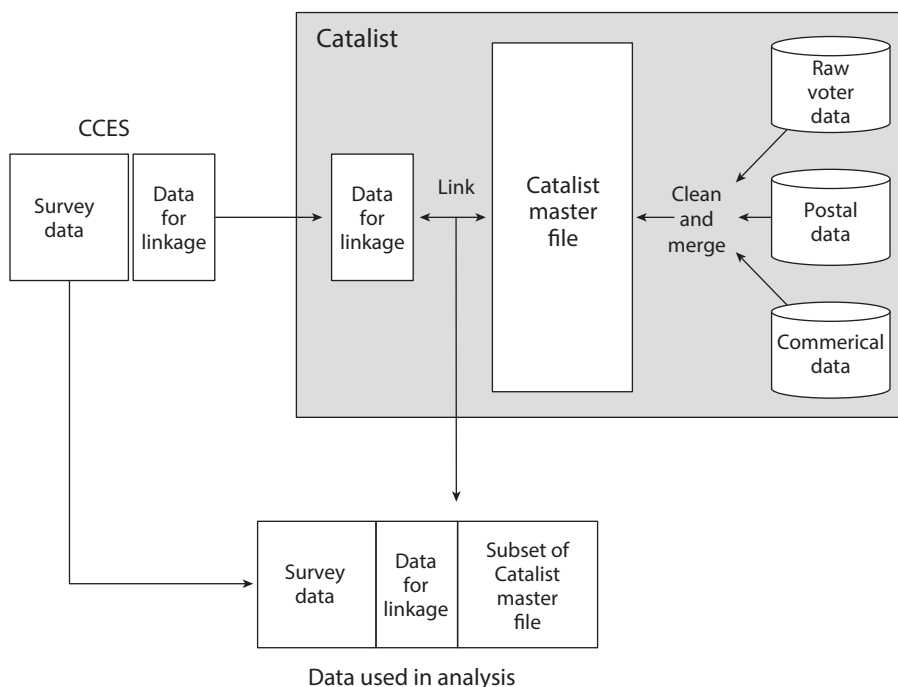 Catalist
Raw
voter
data
CCES
Survey
data
Data
for
linkage
Data
for
linkage
Link
Catalist
master
file
Clean
and
merge
Postal
data
Commerical
data
Survey
data
Data
for
linkage
Subset of
Catalist
master
file
Data used in analysis